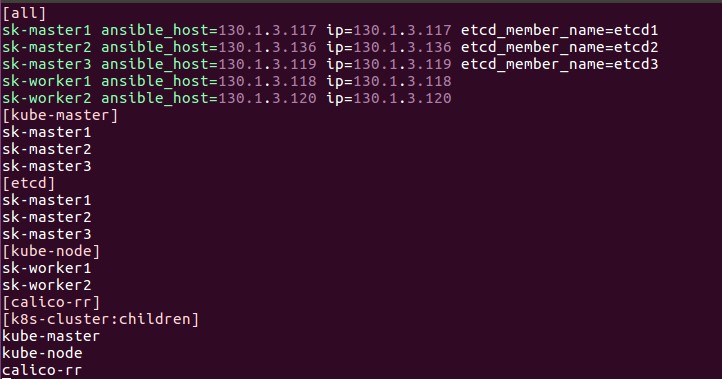 [all]
sk-master1 ansible_host=130.1.3.117 ip=130.1.3.117 etcd_member_name=etcd1
sk-master2 ansible_host=130.1.3.136 ip=130.1.3.136 etcd_member_name=etcd2
sk-master3 ansible_host=130.1.3.119 ip=130.1.3.119 etcd_member_name=etcd3
sk-worker1 ansible_host=130.1.3.118 ip=130.1.3.118
sk-worker2 ansible_host=130.1.3.120 ip=130.1.3.120
[kube-master]
sk-master1
sk-master2
sk-master3
[etcd]
sk-master1
sk-master2
sk-master3
[kube-node]
sk-worker1
sk-worker2
[calico-rr]
[k8s-cluster:children]
kube-master
kube-node
calico-rr